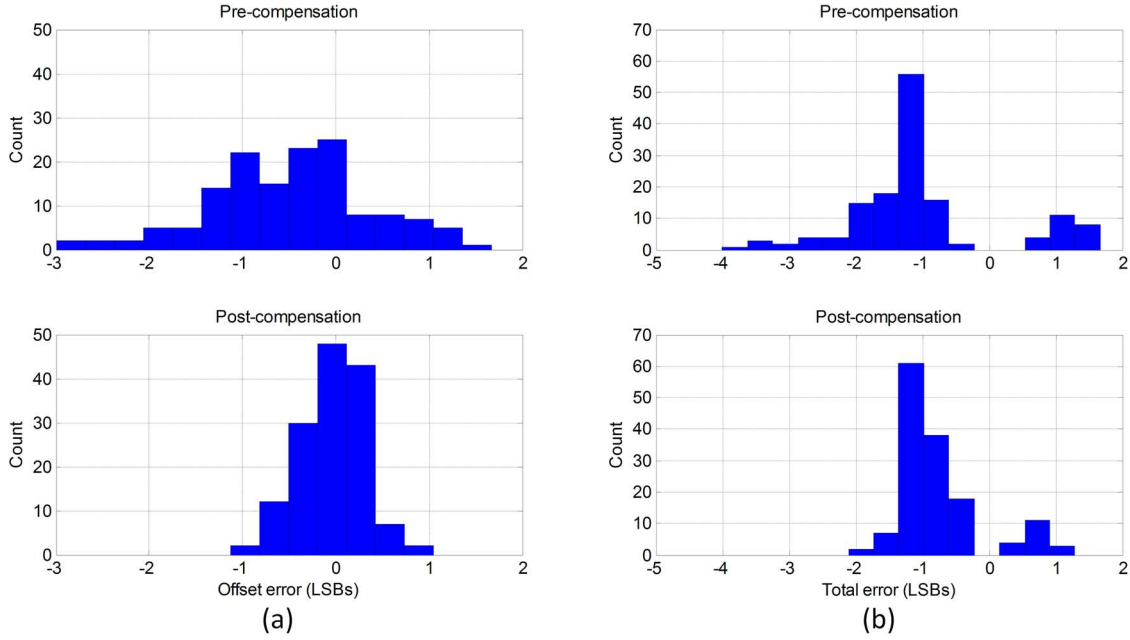 Pre-compensation
50
40
30
20
10
0
Count
-3 -2 -1 0 1 2
Post-compensation
50
40
30
20
10
0
Count
-3 -2 -1 0 1 2
Offset error (LSBs)
(a)
Pre-compensation
70
60
50
40
30
20
10
0
Count
-5 -4 -3 -2 -1 0 1 2
Post-compensation
70
60
50
40
30
20
10
0
Count
-5 -4 -3 -2 -1 0 1 2
Total error (LSBs)
(b)